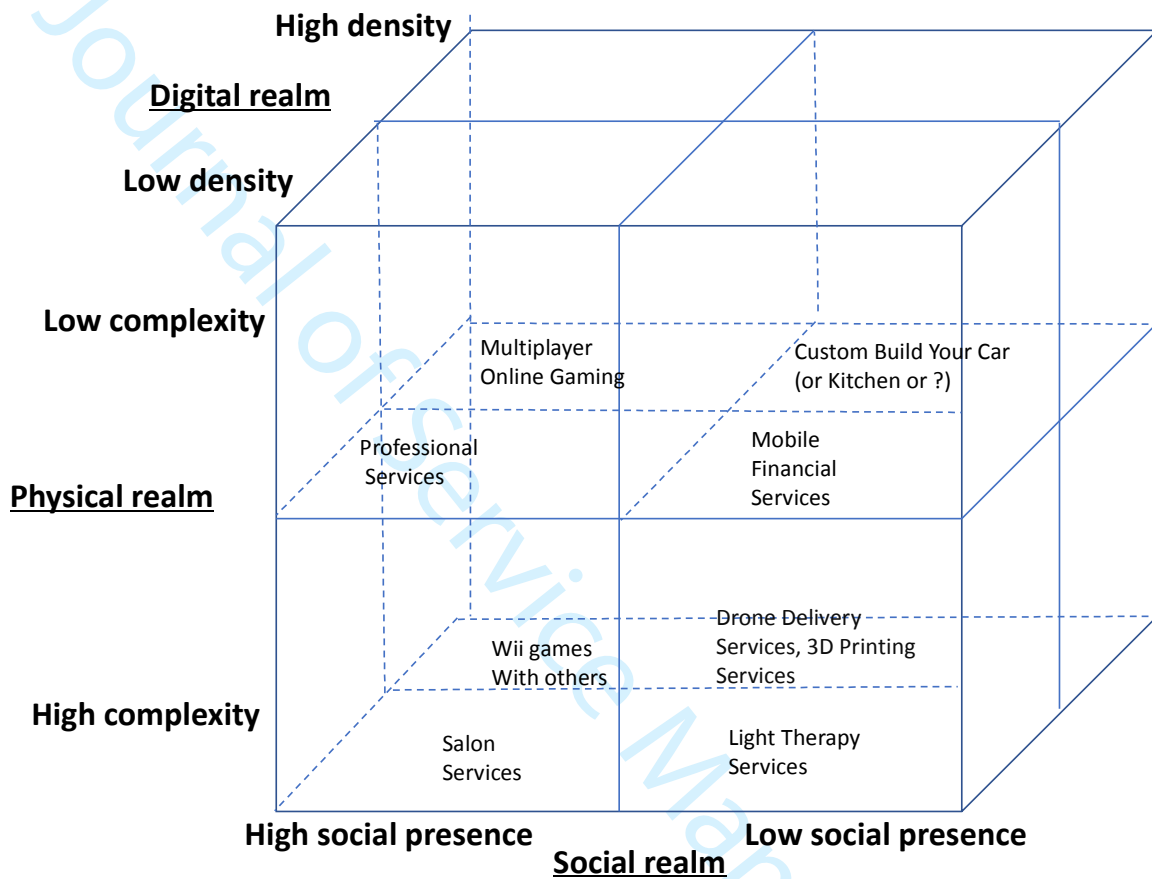 High density
Digital realm
Low density
Low complexity
Multiplayer
Online Gaming
Custom Build Your Car
(or Kitchen or ?)
Professional
Services
Mobile
Financial
Services
Physical realm
Drone Delivery
Services, 3D Printing
Services
Wii games
With others
High complexity
Salon
Services
Light Therapy
Services
High social presence
Low social presence
Social realm
Journal of Service Man